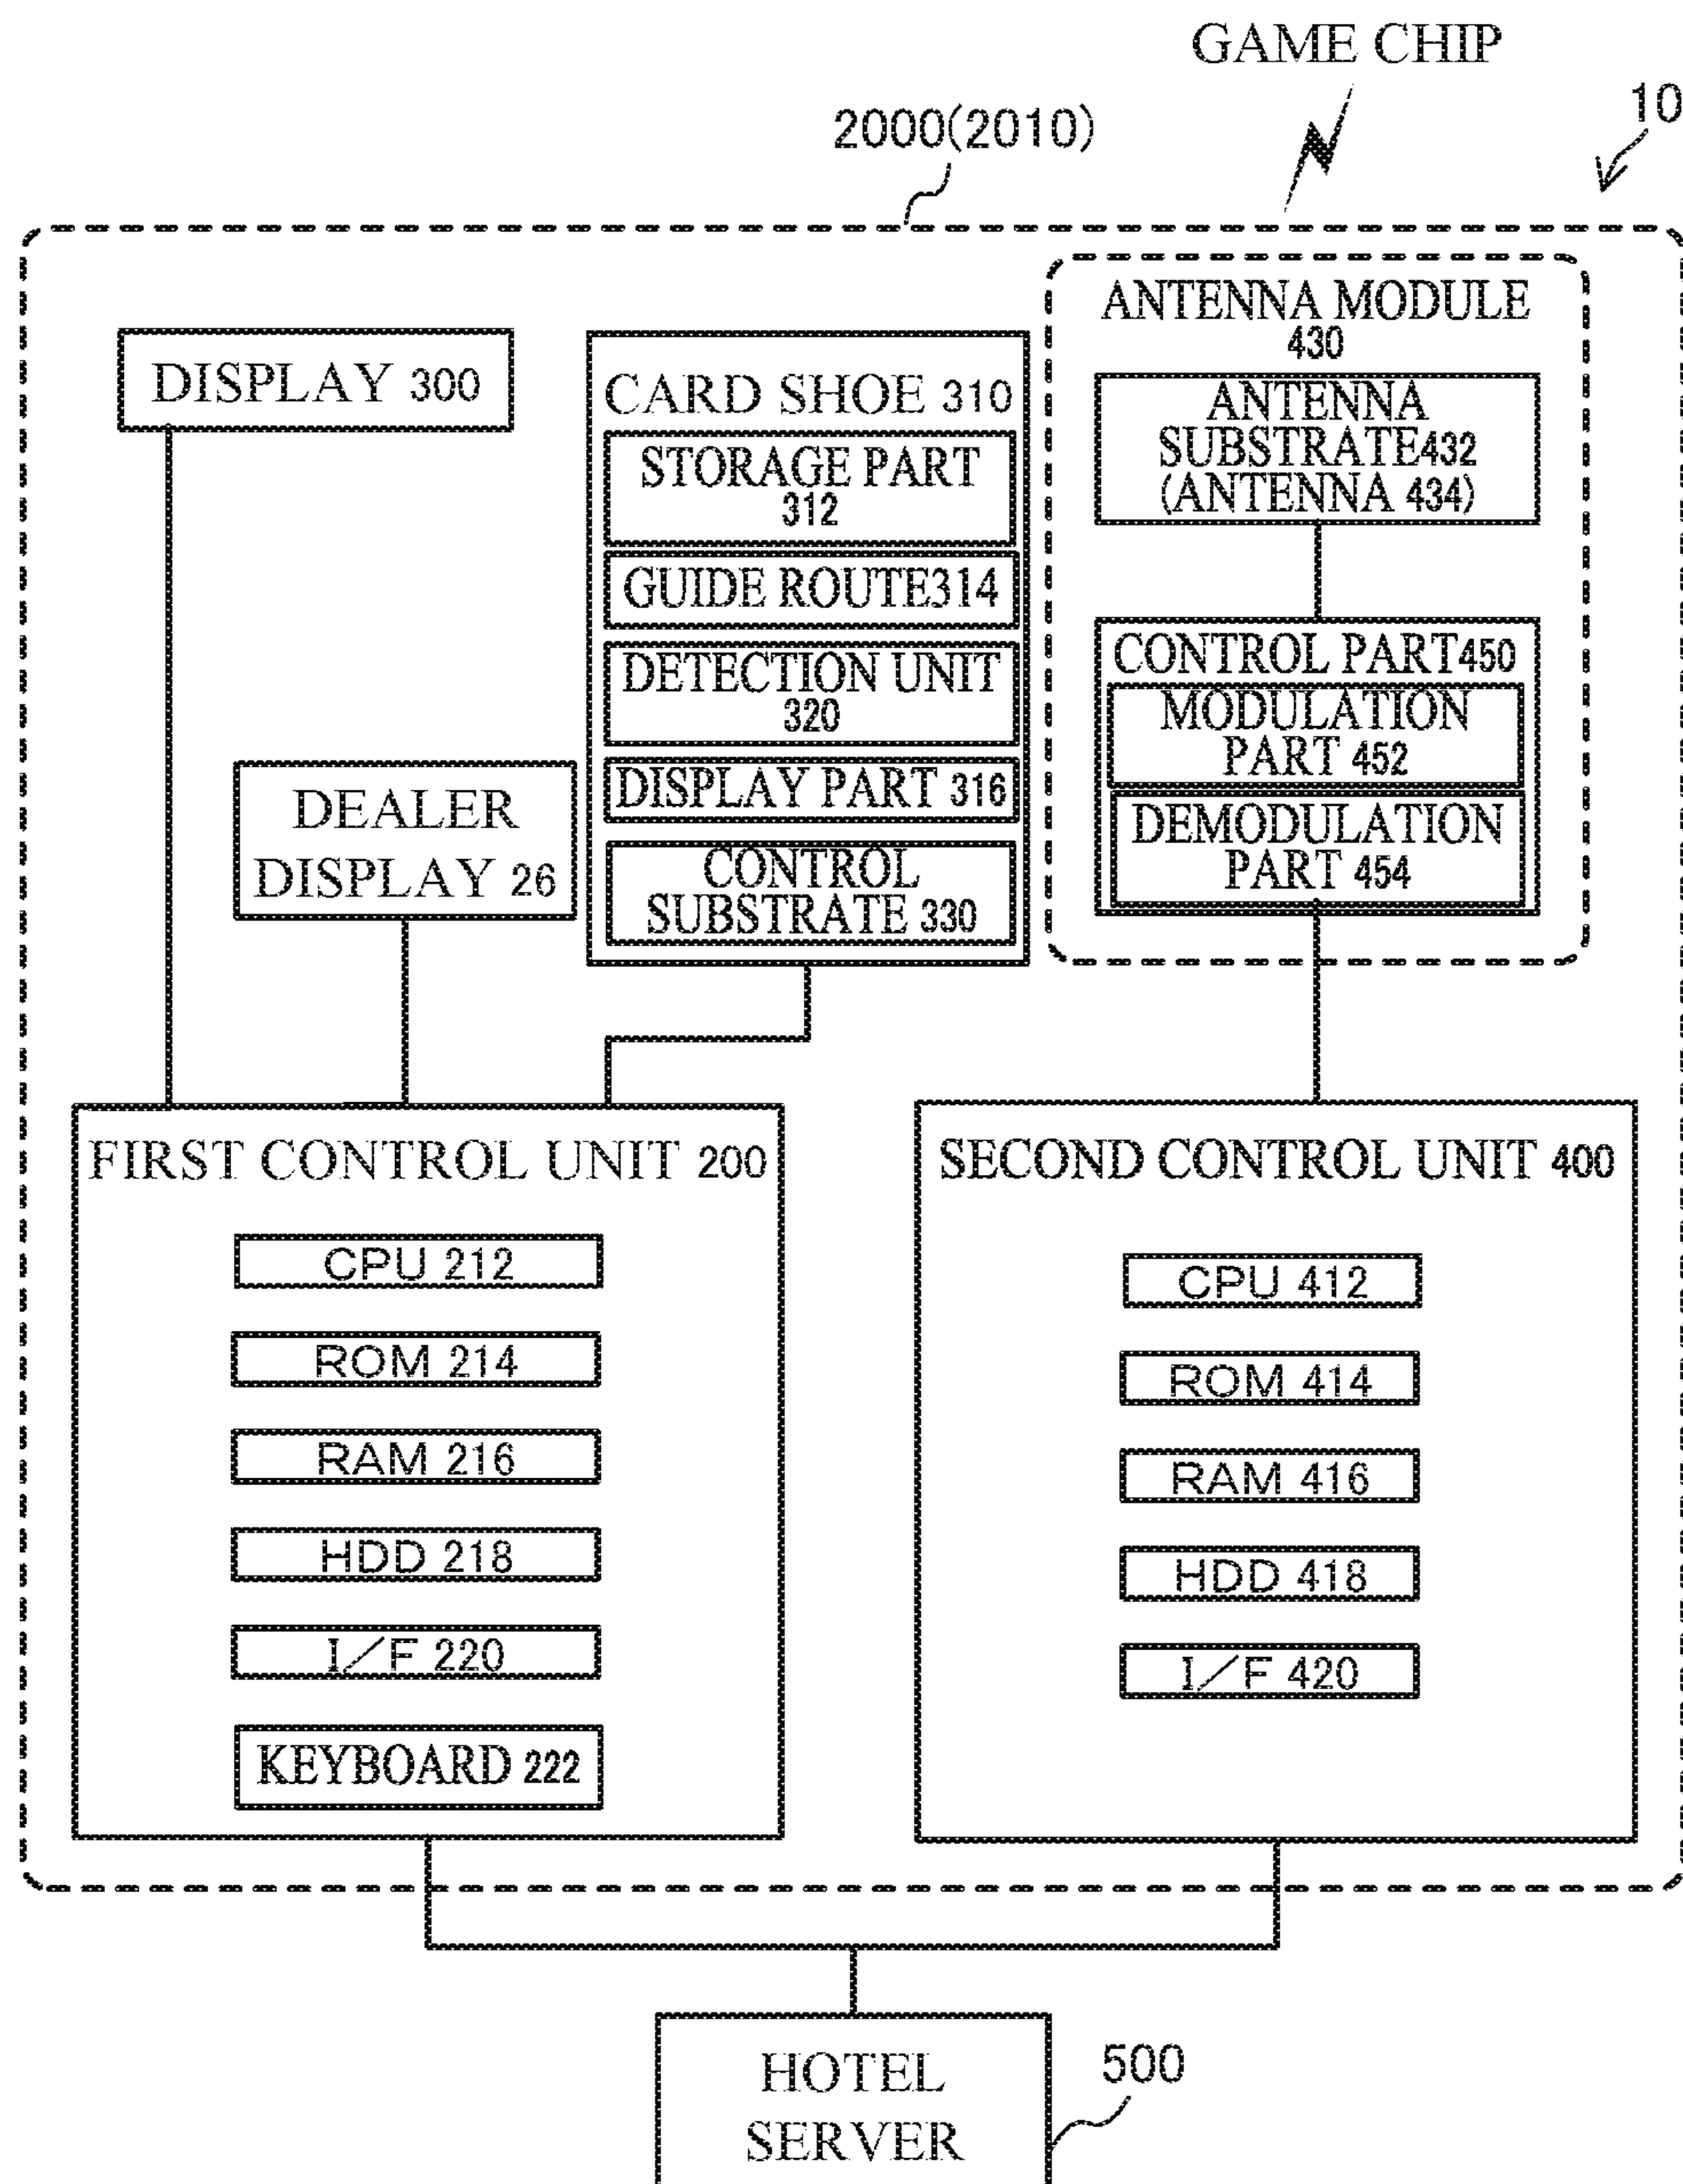 GAME CHIP
10
2000(2010)
ANTENNA MODULE
430
ANTENNA
SUBSTRATE432
(ANTENNA 434)
CONTROL PART450
MODULATION
PART 452
DEMODULATION
PART 454
DISPLAY 300
CARD SHOE 310
STORAGE PART
312
GUIDE ROUTE314
DETECTION UNIT
320
DISPLAY PART 316
CONTROL
SUBSTRATE 330
DEALER
DISPLAY 26
FIRST CONTROL UNIT 200
CPU 212
ROM 214
RAM 216
HDD 218
I/F 220
KEYBOARD 222
SECOND CONTROL UNIT 400
CPU 412
ROM 414
RAM 416
HDD 418
I/F 420
HOTEL
SERVER
500